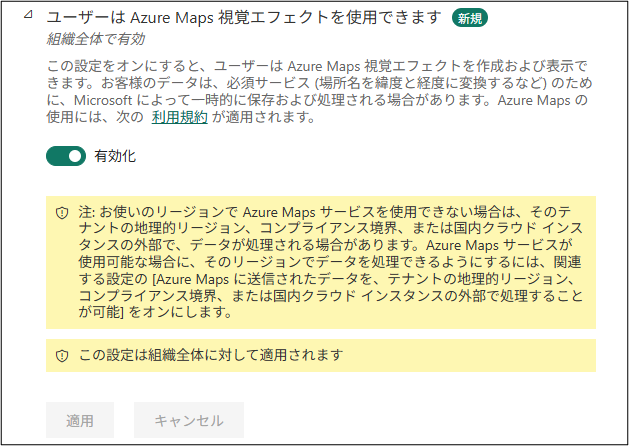 ユーザーは Azure Maps 視覚エフェクトを使用できます 新規
組織全体で有効
この設定をオンにすると、ユーザーは Azure Maps 視覚エフェクトを作成および表示で
きます。お客様のデータは、必須サービス (場所名を緯度と経度に変換するなど) のため
に、Microsoft によって一時的に保存および処理される場合があります。Azure Maps の
使用には、次の 利用規約 が適用されます。
有効化
注: お使いのリージョンで Azure Maps サービスを使用できない場合は、そのテ
ナントの地理的リージョン、コンプライアンス境界、または国内クラウド インス
タンスの外部で、データが処理される場合があります。Azure Maps サービスが
使用可能な場合に、そのリージョンでデータを処理できるようにするには、関連
する設定の [Azure Maps に送信されたデータを、テナントの地理的リージョン、
コンプライアンス境界、または国内クラウド インスタンスの外部で処理すること
が可能] をオンにします。
この設定は組織全体に対して適用されます
適用 キャンセル